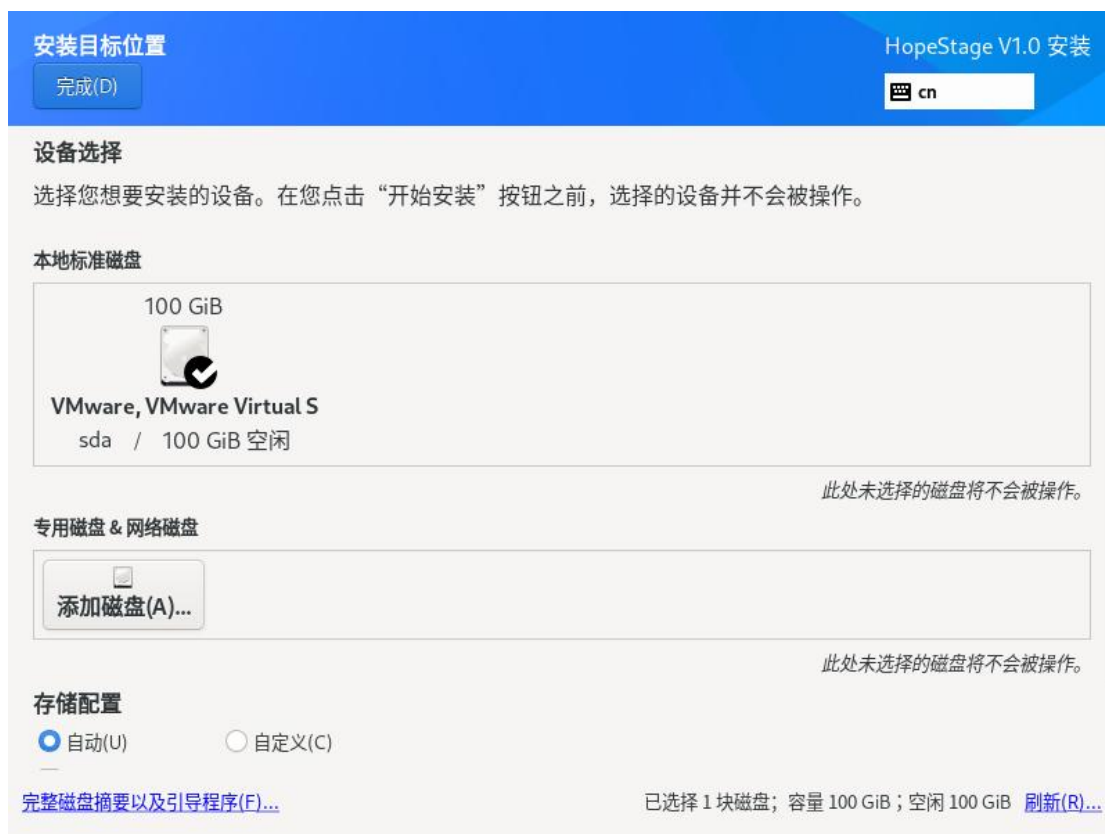 安装目标位置
HopeStage V1.0 安装
完成(D)
cn
设备选择
选择您想要安装的设备。在您点击“开始安装”按钮之前，选择的设备并不会被操作。
本地标准磁盘
100 GiB
VMware, VMware Virtual S
sda / 100 GiB 空闲
此处未选择的磁盘将不会被操作。
专用磁盘 & 网络磁盘
添加磁盘(A)...
此处未选择的磁盘将不会被操作。
存储配置
自动(U) 自定义(C)
完整磁盘摘要以及引导程序(F)... 已选择 1 块磁盘；容量 100 GiB；空闲 100 GiB 刷新(R)...